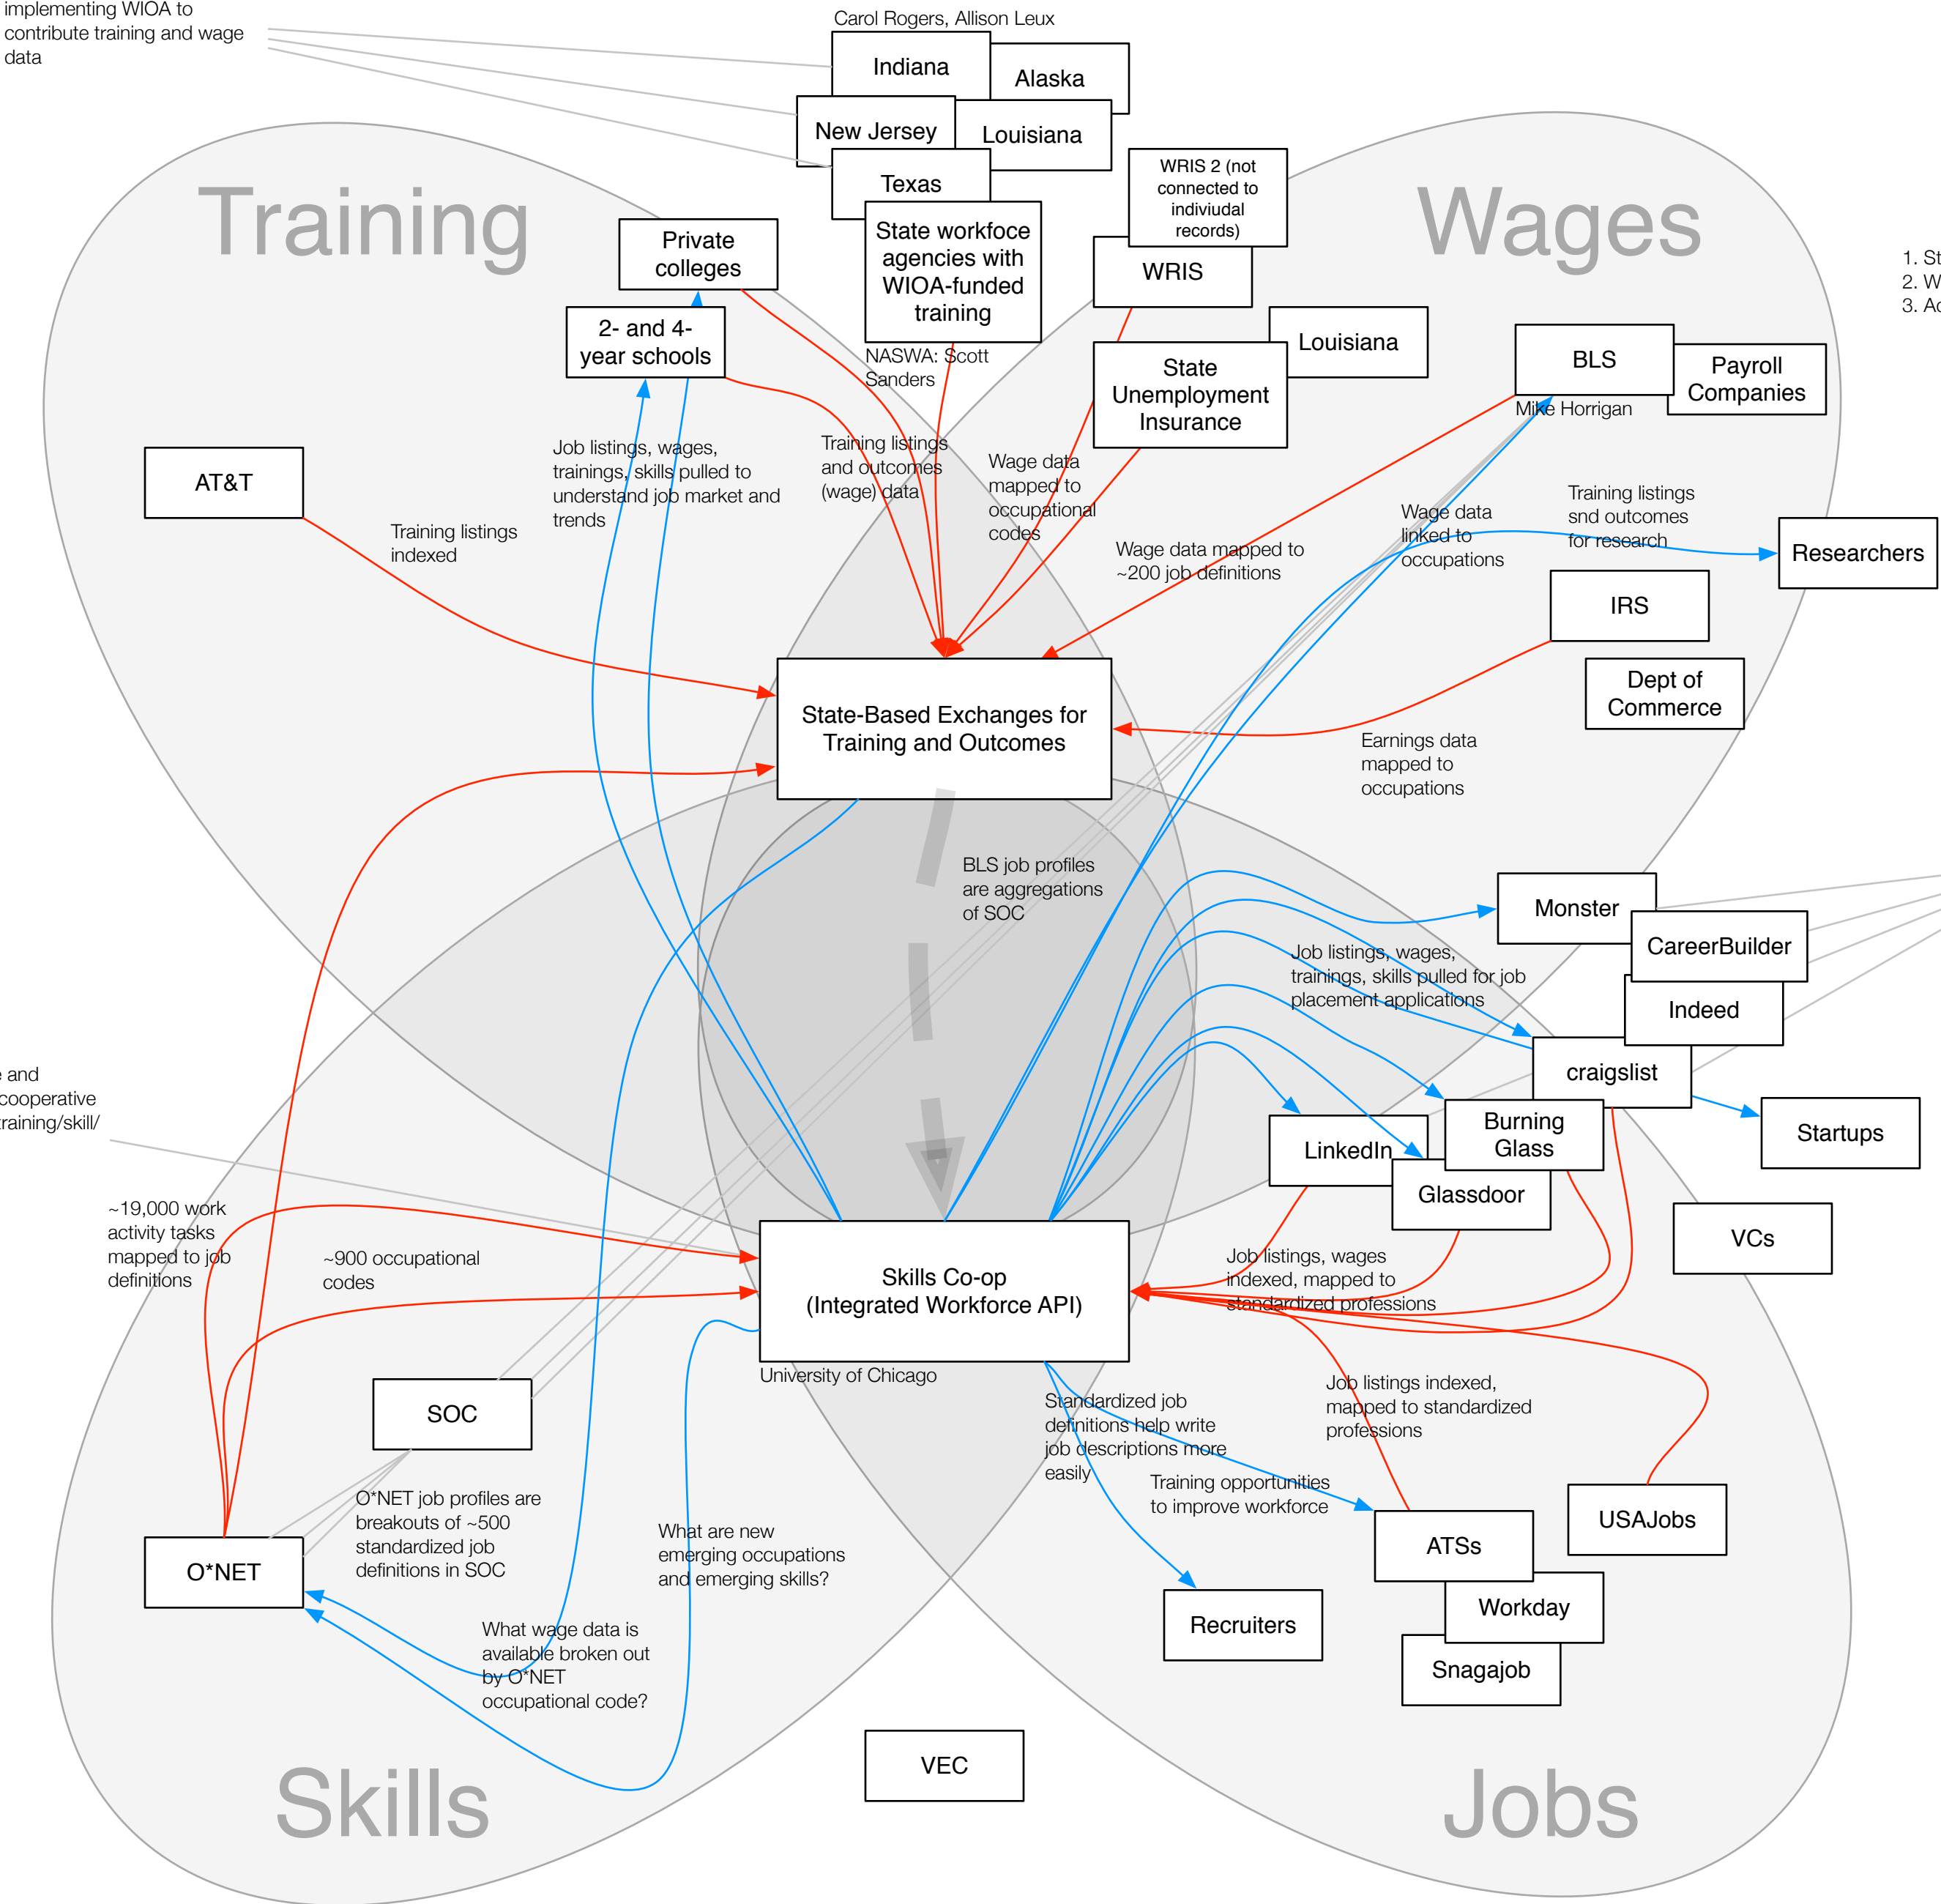 implementing WIOA to
contribute training and wage
data
Carol Rogers, Allison Leux
Indiana
Alaska
New Jersey
Louisiana
Texas
State workfoce
agencies with
WIOA-funded
training
NASWA: Scott
Sanders
WRIS 2 (not
connected to
indiviudal
records)
WRIS
Training
Wages
Private
colleges
2- and 4-
year schools
State
Unemployment
Insurance
Louisiana
BLS
Payroll
Companies
Mike Horrigan
1. St
2. W
3. Ac
AT&T
Training listings
indexed
Job listings, wages,
trainings, skills pulled to
understand job market and
trends
Training listings
and outcomes
(wage) data
Wage data
mapped to
occupational
codes
Wage data mapped to
~200 job definitions
Wage data
linked to
occupations
Training listings
snd outcomes
for research
Researchers
IRS
Dept of
Commerce
Earnings data
mapped to
occupations
State-Based Exchanges for
Training and Outcomes
BLS job profiles
are aggregations
of SOC
Monster
CareerBuilder
Indeed
craigslist
Job listings, wages,
trainings, skills pulled for job
placement applications
Burning
Glass
LinkedIn
Glassdoor
Startups
VCs
e and
cooperative
training/skill/
~19,000 work
activity tasks
mapped to job
definitions
~900 occupational
codes
Skills Co-op
(Integrated Workforce API)
University of Chicago
Job listings, wages
indexed, mapped to
standardized professions
SOC
O*NET job profiles are
breakouts of ~500
standardized job
definitions in SOC
O*NET
What are new
emerging occupations
and emerging skills?
What wage data is
available broken out
by O*NET
occupational code?
Standardized job
definitions help write
job descriptions more
easily
Training opportunities
to improve workforce
Job listings indexed,
mapped to standardized
professions
ATSs
USAJobs
Workday
Snagajob
Recruiters
VEC
Skills
Jobs